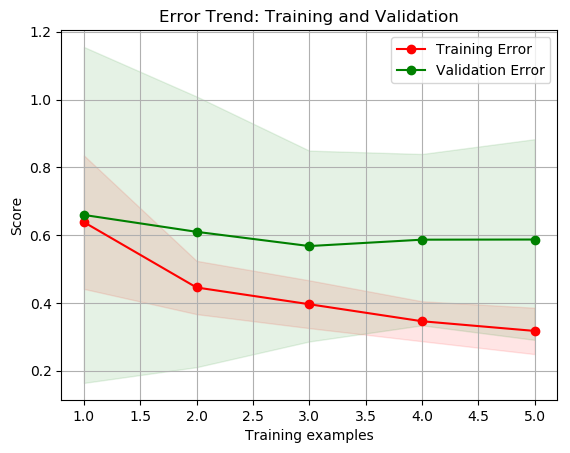 Error Trend: Training and Validation
Training Error
Validation Error
Score
1.2
1.0
0.8
0.6
0.4
0.2
1.0 1.5 2.0 2.5 3.0 3.5 4.0 4.5 5.0
Training examples